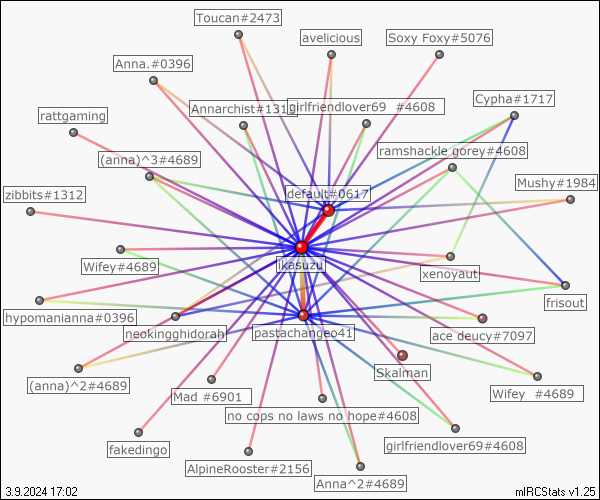 Toucan#2473
avelicious
Soxy Foxy#5076
Anna.#0396
Cypha#1717
Annarchist#131
girlfriendlover69 #4608
rattgaming
(anna)^3#4689
ramshackle gorey#4608
Mushy#1984
zibbits#1312
default#0617
Wifey#4689
ikasuzu
xenoyaut
frisout
hypomanianna#0396
neokingghidorah
pastachangeo41
ace deucy#7097
Skalman
(anna)^2#4689
Mad #6901
Wifey #4689
no cops no laws no hope#4608
fakedingo
girlfriendlover69#4608
AlpineRooster#2156
Anna^2#4689
3.9.2024 17:02
mIRCStats v1.25